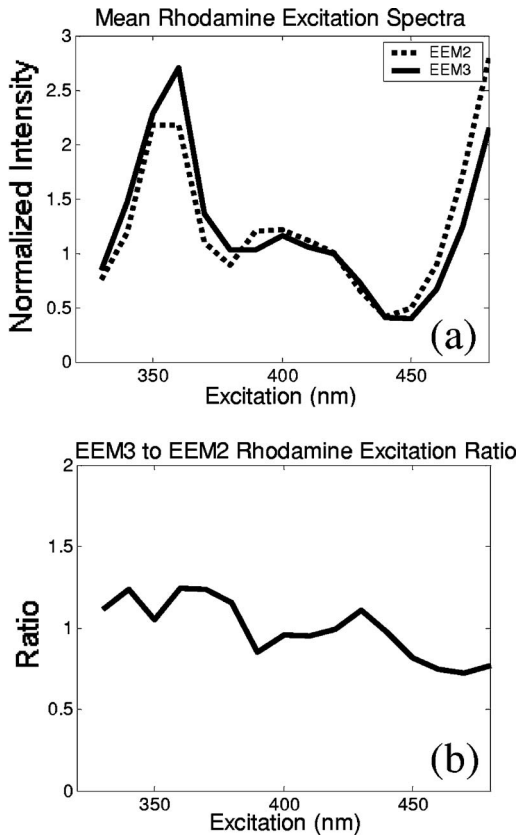 Mean Rhodamine Excitation Spectra
3
2.5
2
1.5
1
0.5
0
Normalized Intensity
EEM2
EEM3
(a)
350
400
450
Excitation (nm)
EEM3 to EEM2 Rhodamine Excitation Ratio
2
1.5
1
0.5
0
Ratio
(b)
350
400
450
Excitation (nm)